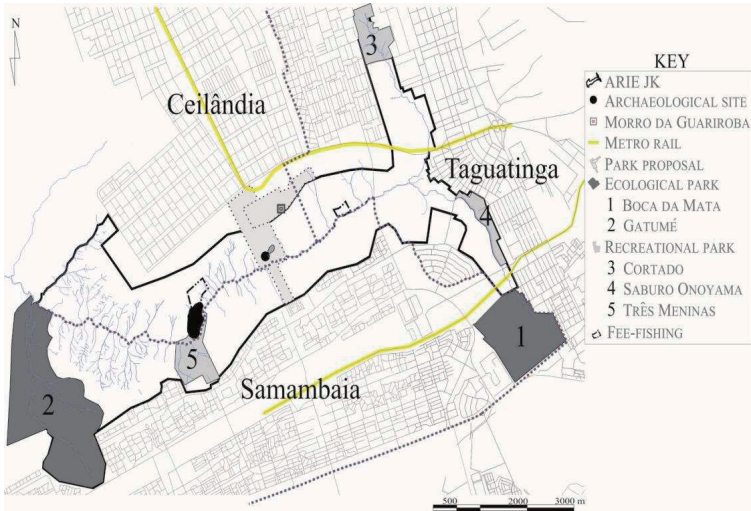 N
3
Ceilândia
Taguatinga
4
5
1
2
Samambaia
500 2000 3000 m
KEY
ARIE JK
ARCHAEOLOGICAL SITE
MORRO DA GUARIROBA
METRO RAIL
PARK PROPOSAL
ECOLOGICAL PARK
1 BOCA DA MATA
2 GATUMÉ
RECREATIONAL PARK
3 CORTADO
4 SABURO ONOYAMA
5 TRÊS MENINAS
FEE-FISHING